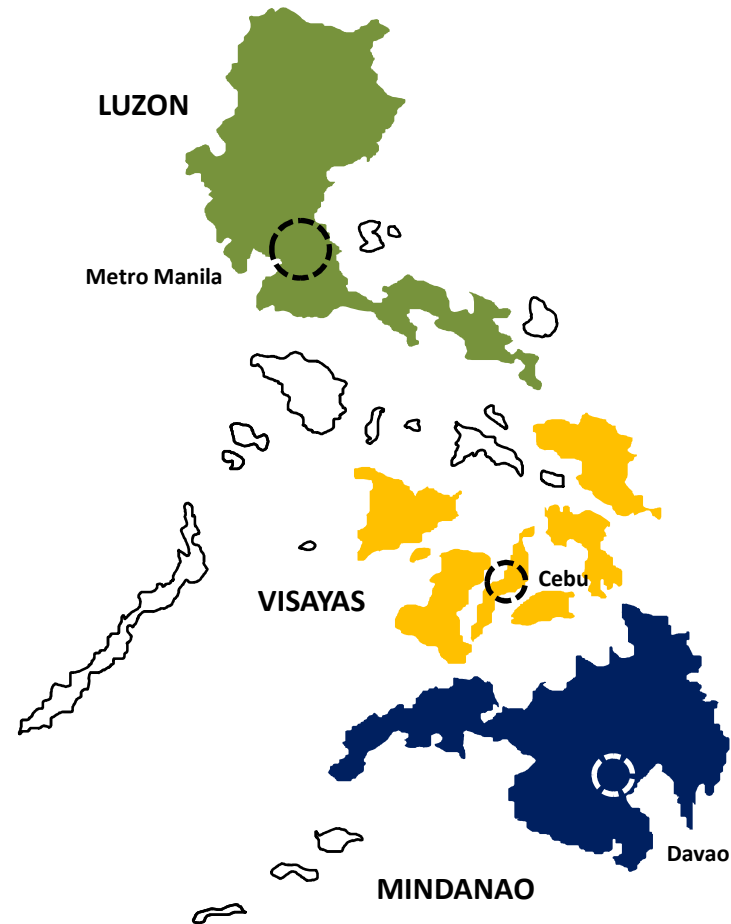 LUZON
Metro Manila
Cebu
VISAYAS
Davao
MINDANAO